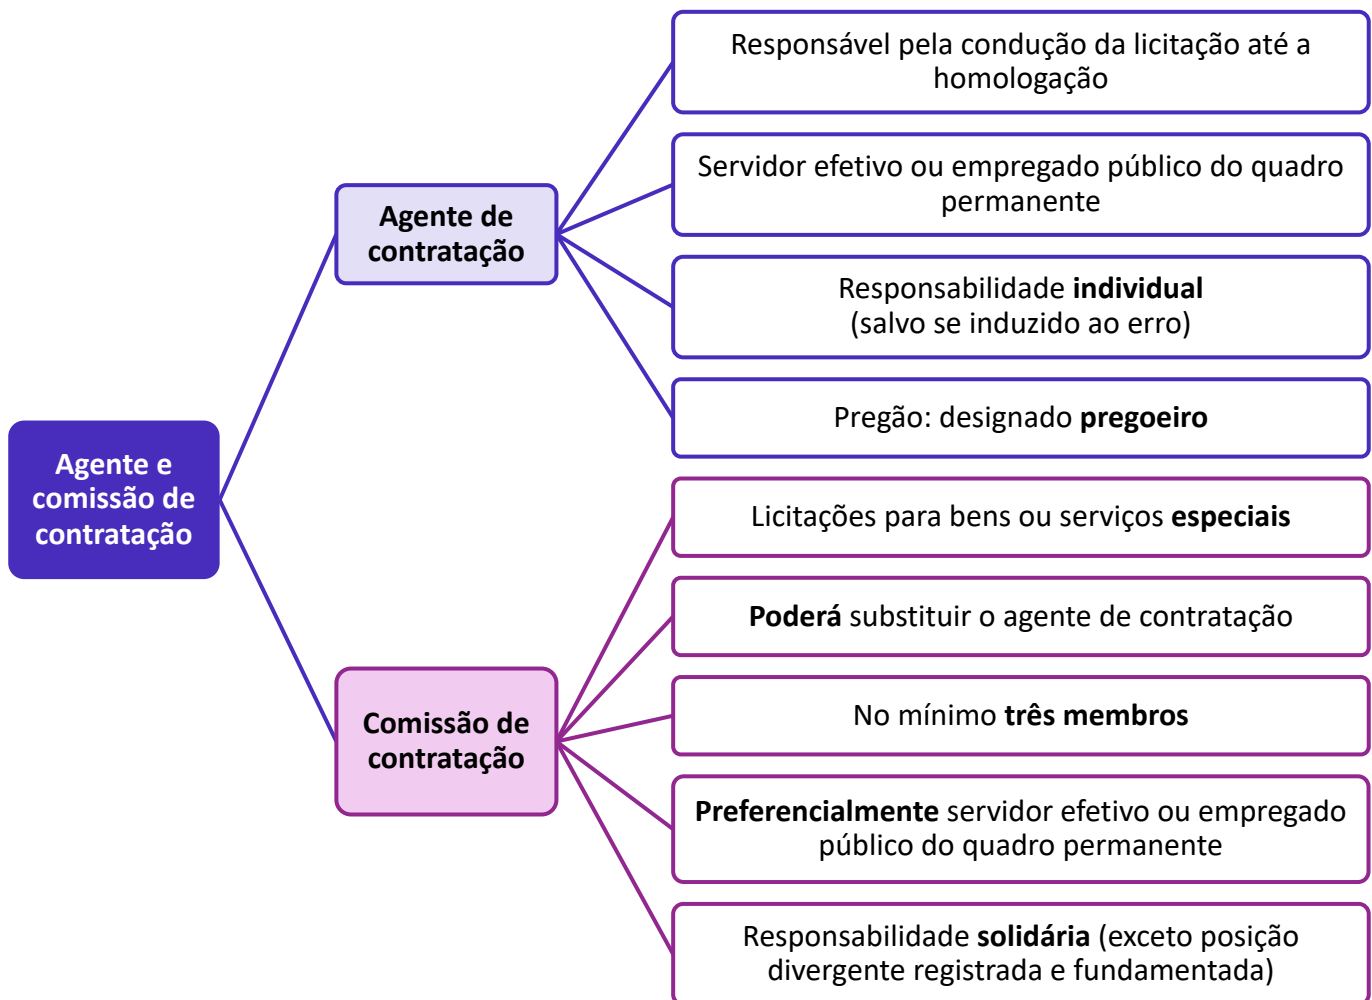 Agente e
comissão de
contratação
Agente de
contratação
Responsável pela condução da licitação até a
homologação
Servidor efetivo ou empregado público do quadro
permanente
Responsabilidade individual
(salvo se induzido ao erro)
Pregão: designado pregoeiro
Comissão de
contratação
Licitações para bens ou serviços especiais
Poderá substituir o agente de contratação
No mínimo três membros
Preferencialmente servidor efetivo ou empregado
público do quadro permanente
Responsabilidade solidária (exceto posição
divergente registrada e fundamentada)